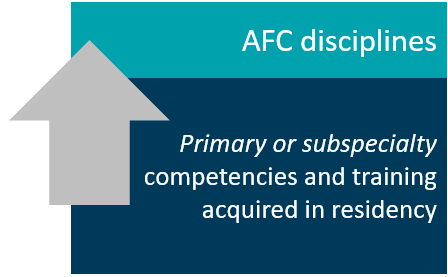 AFC disciplines
Primary or subspecialty
competencies and training
acquired in residency